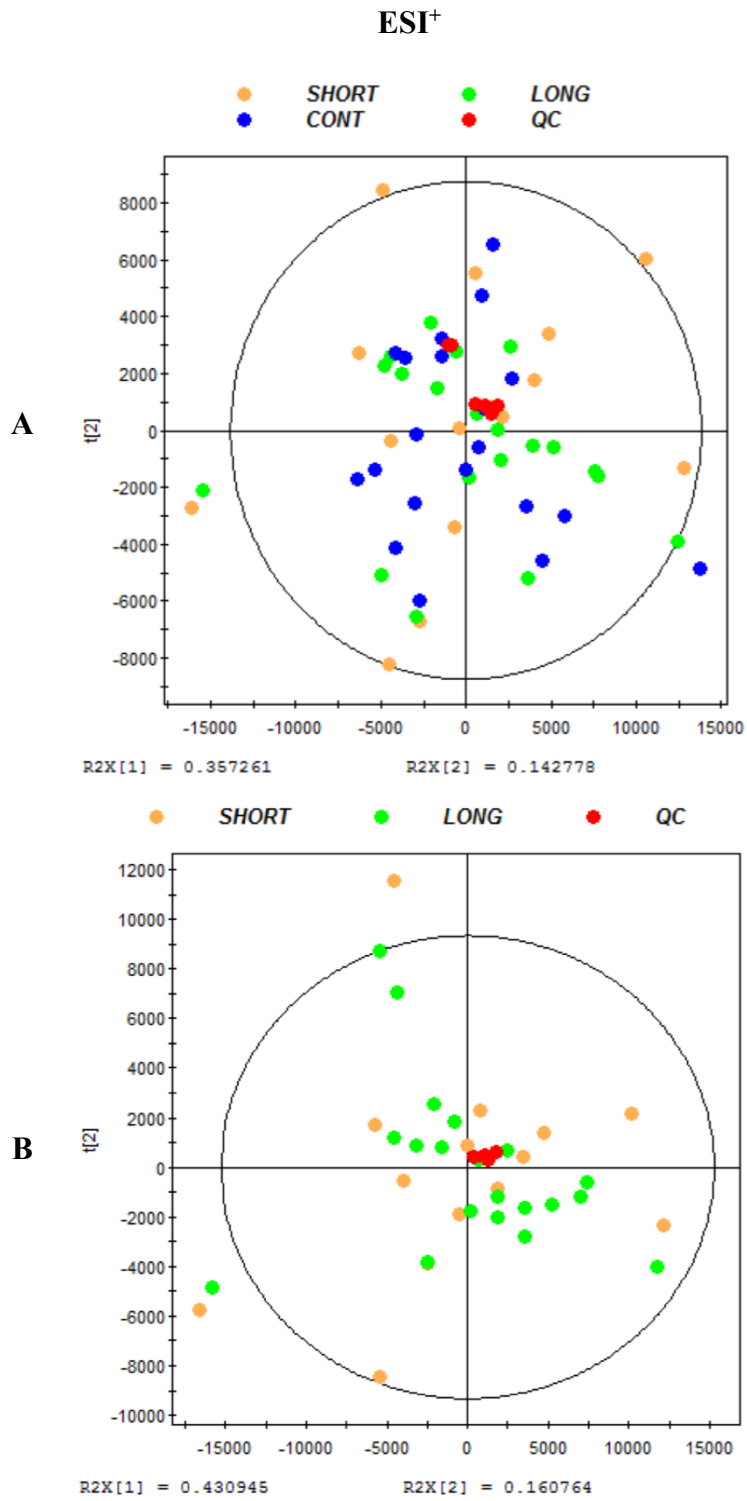 ESI+
SHORT LONG
CONT QC
A
t[2]
8000
6000
4000
2000
0
-2000
-4000
-6000
-8000
-15000 -10000 -5000 0 5000 10000 15000
R2X[1] = 0.357261 R2X[2] = 0.142778
SHORT LONG QC
B
t[2]
12000
10000
8000
6000
4000
2000
0
-2000
-4000
-6000
-8000
-10000
-15000 -10000 -5000 0 5000 10000 15000
R2X[1] = 0.430945 R2X[2] = 0.160764